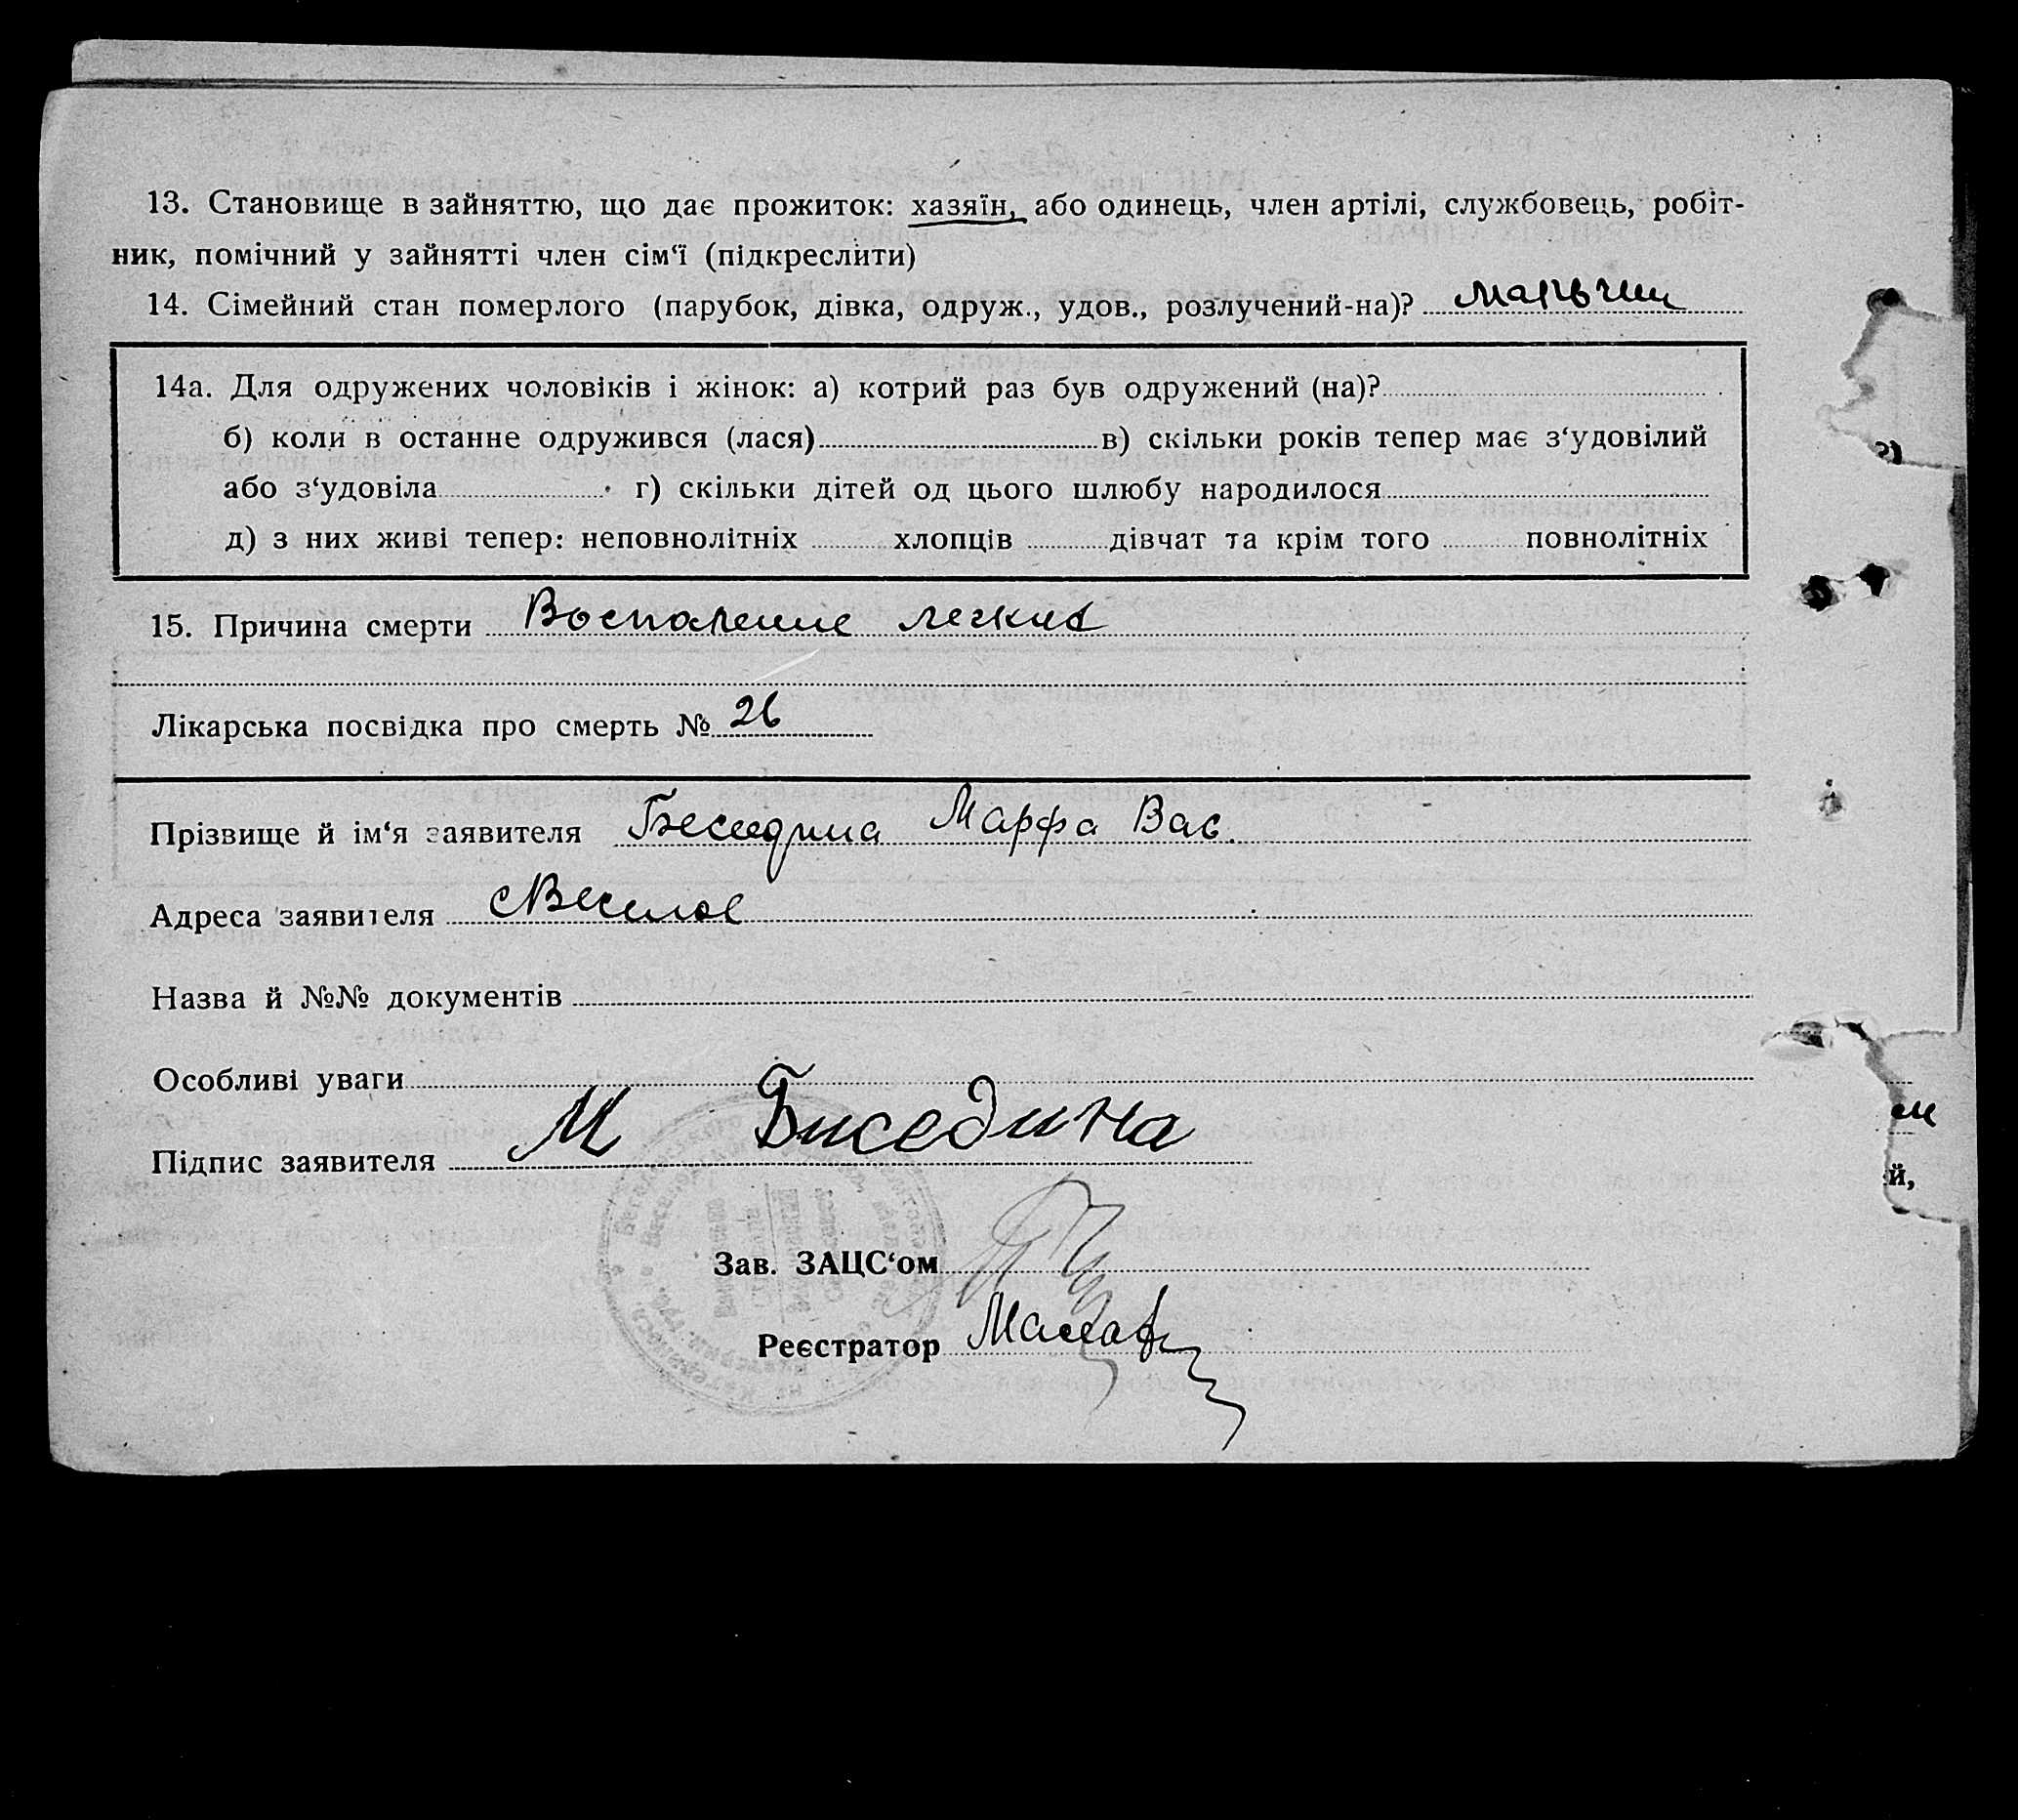 13. Становище в зайняттю, що дає прожиток: хазяїн, або одинець, член артілі, службовець, робіт-
ник, помічний у зайнятті член сім‘ї (підкреслити)
14. Сімейний стан померлого (парубок, дівка, одруж., удов., розлучений-на)? мальчик
14а. Для одружених чоловіків і жінок: а) котрий раз був одружений (на)?
б) коли в останне одружився (лася) в) скільки років тепер має з‘удовілий
або з‘удовіла г) скільки дітей од цього шлюбу народилося
д) з них живі тепер: неповнолітніх хлопців дівчат та крім того повнолітніх
15. Причина смерти Воспаление легких
Лікарська посвідка про смерть № 26
Прізвище й ім‘я заявителя Беседина Марфа Вас.
Адреса заявителя с Веселое
Назва й №№ документів
Особливі уваги
Підпис заявителя М Биседина
й,
Зав. ЗАЦС‘ом
Реєстратор